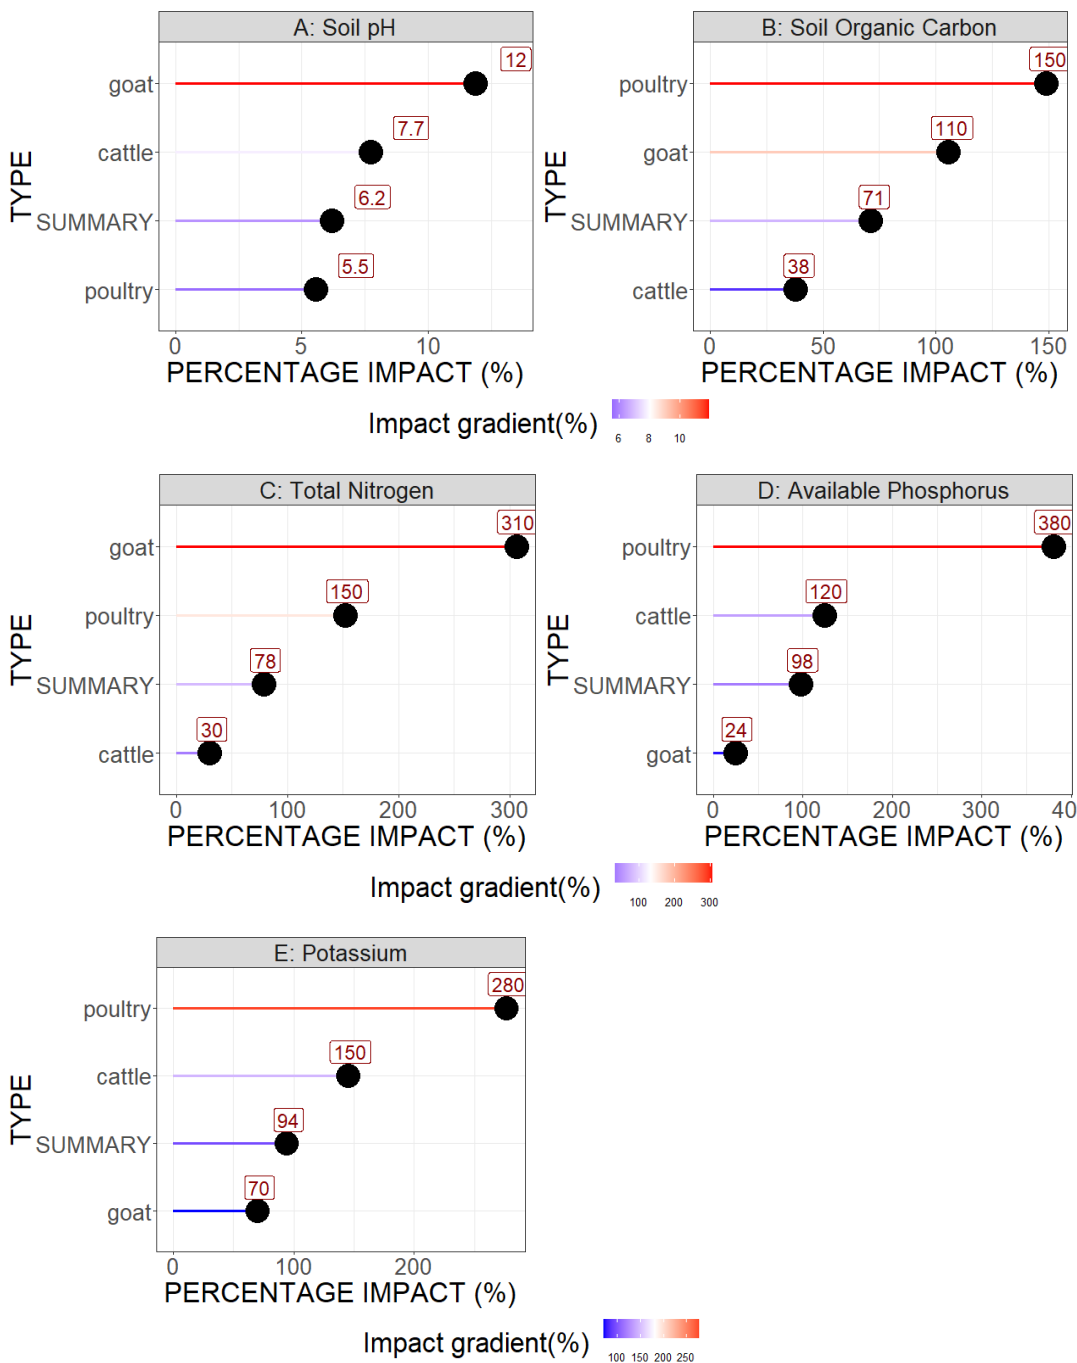 A: Soil pH
TYPE
goat
12
cattle
7.7
SUMMARY
6.2
poultry
5.5
0 5 10
PERCENTAGE IMPACT (%)
B: Soil Organic Carbon
TYPE
poultry
150
goat
110
SUMMARY
71
cattle
38
0 50 100 150
PERCENTAGE IMPACT (%)
Impact gradient(%)
6 8 10
C: Total Nitrogen
TYPE
goat
310
poultry
150
SUMMARY
78
cattle
30
0 100 200 300
PERCENTAGE IMPACT (%)
D: Available Phosphorus
TYPE
poultry
380
cattle
120
SUMMARY
98
goat
24
0 100 200 300 40
PERCENTAGE IMPACT (%)
Impact gradient(%)
100 200 300
E: Potassium
TYPE
poultry
280
cattle
150
SUMMARY
94
goat
70
0 100 200
PERCENTAGE IMPACT (%)
Impact gradient(%)
100 150 200 250